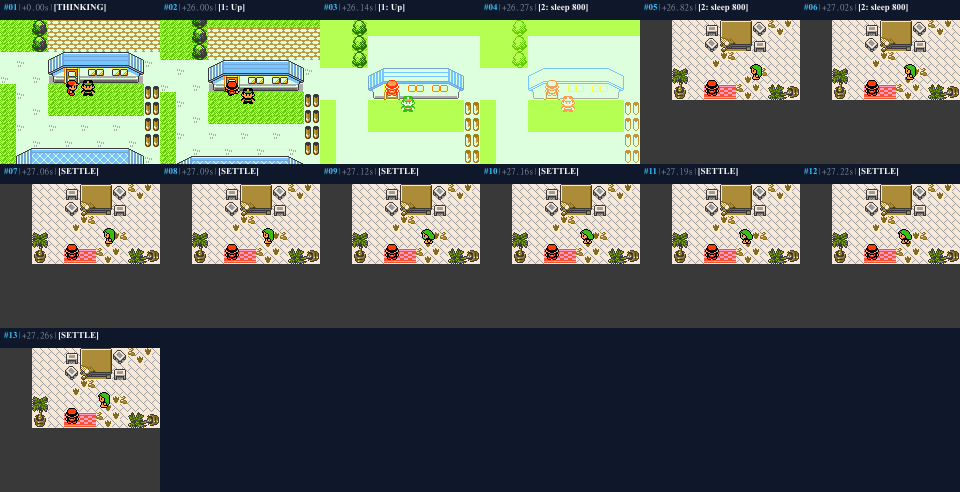 #01 | +0.00s | [THINKING]
#02 | +26.00s | [1: Up]
#03 | +26.14s | [1: Up]
#04 | +26.27s | [2: sleep 800]
#05 | +26.82s | [2: sleep 800]
#06 | +27.02s | [2: sleep 800]
#07 | +27.06s | [SETTLE]
#08 | +27.09s | [SETTLE]
#09 | +27.12s | [SETTLE]
#10 | +27.16s | [SETTLE]
#11 | +27.19s | [SETTLE]
#12 | +27.22s | [SETTLE]
#13 | +27.26s | [SETTLE]